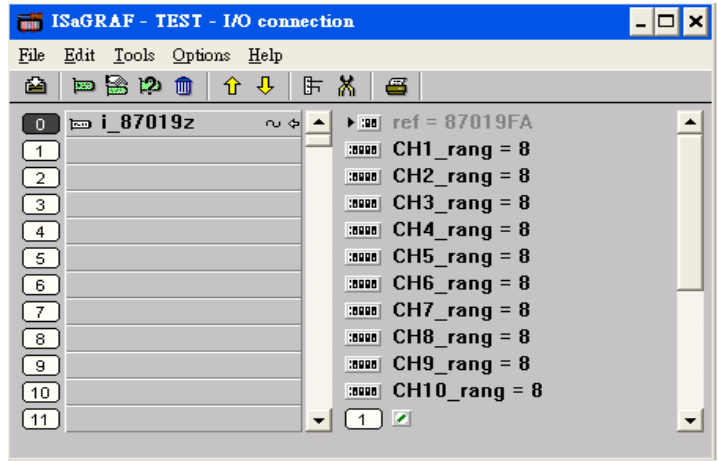 ISaGRAF - TEST - I/O connection
File Edit Tools Options Help
0 i_87019z
1
2
3
4
5
6
7
8
9
10
11
ref = 87019FA
CH1_rang = 8
CH2_rang = 8
CH3_rang = 8
CH4_rang = 8
CH5_rang = 8
CH6_rang = 8
CH7_rang = 8
CH8_rang = 8
CH9_rang = 8
CH10_rang = 8
1